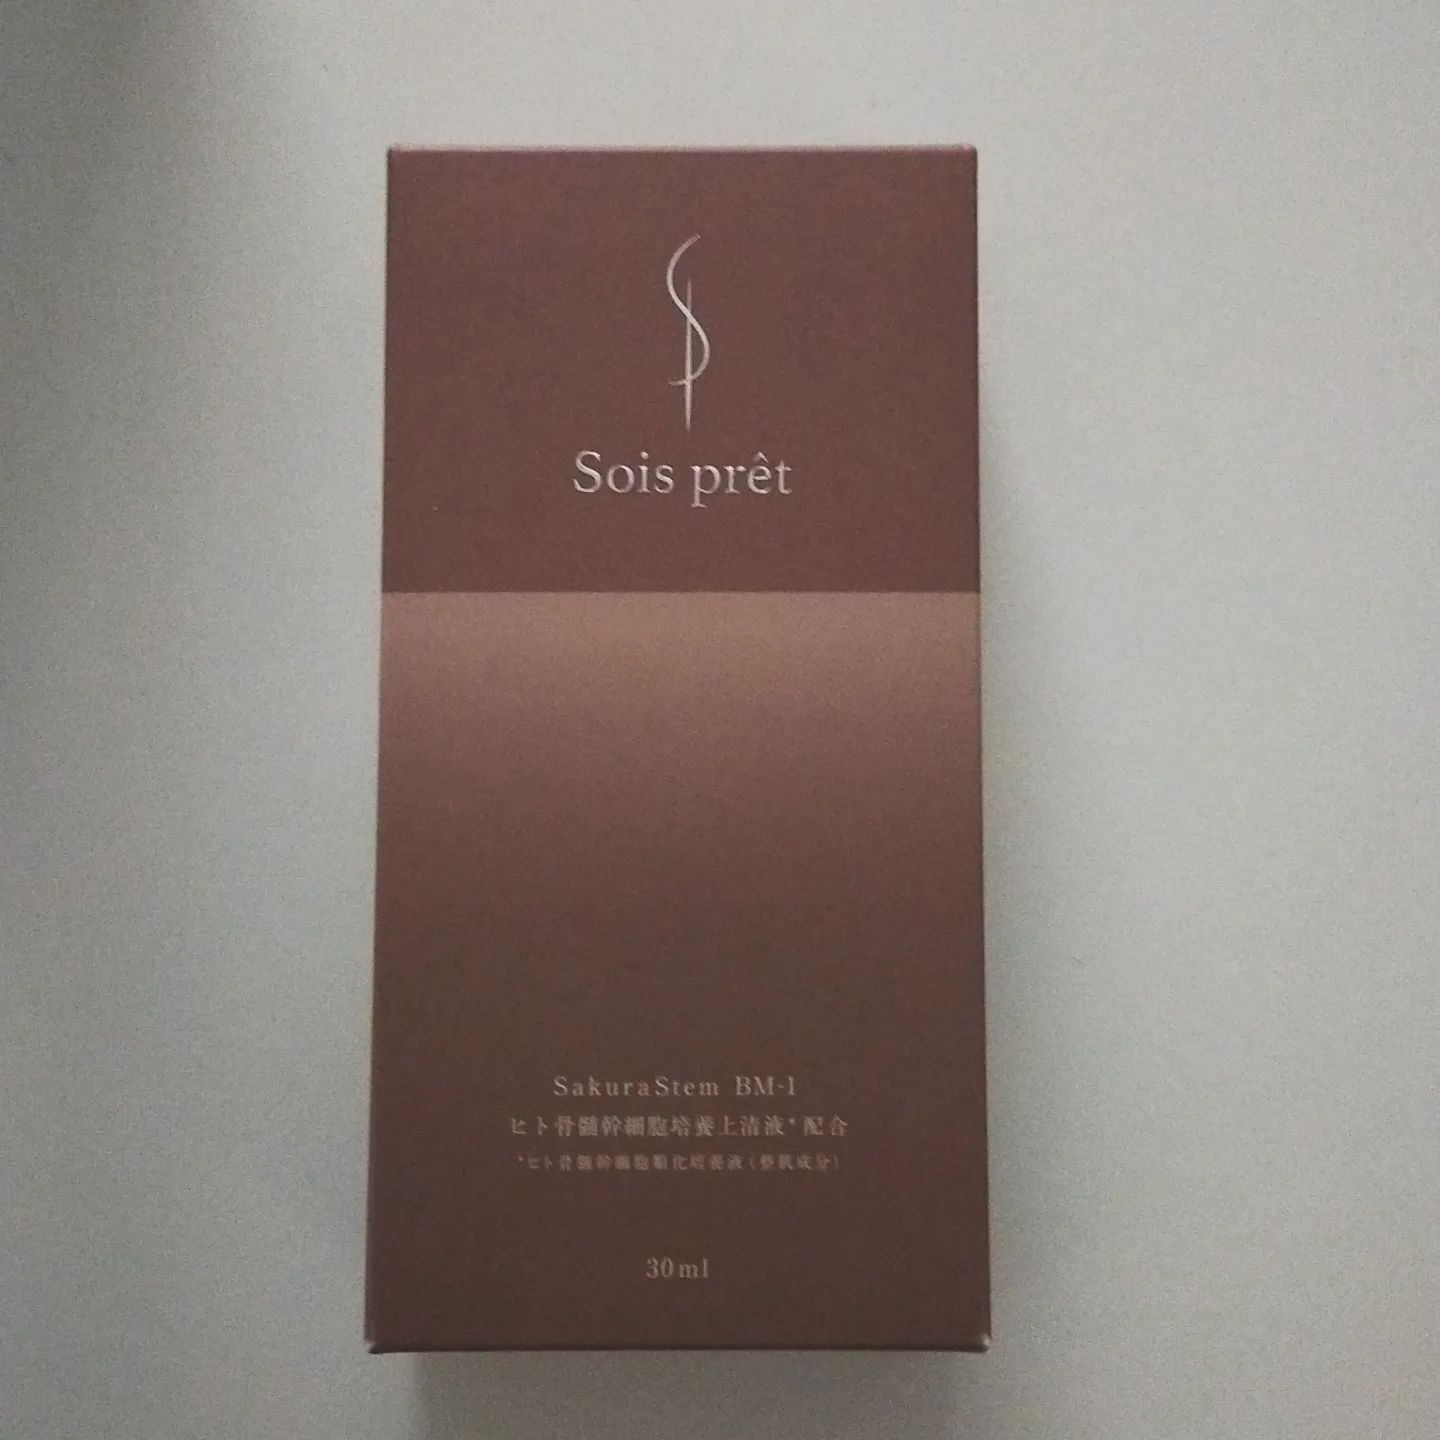 Sois prêt
SakuraStem BM-1
ヒト骨髄幹細胞培養上清液*配合
*ヒト骨髄幹細胞順化培養液(整肌成分)
30ml